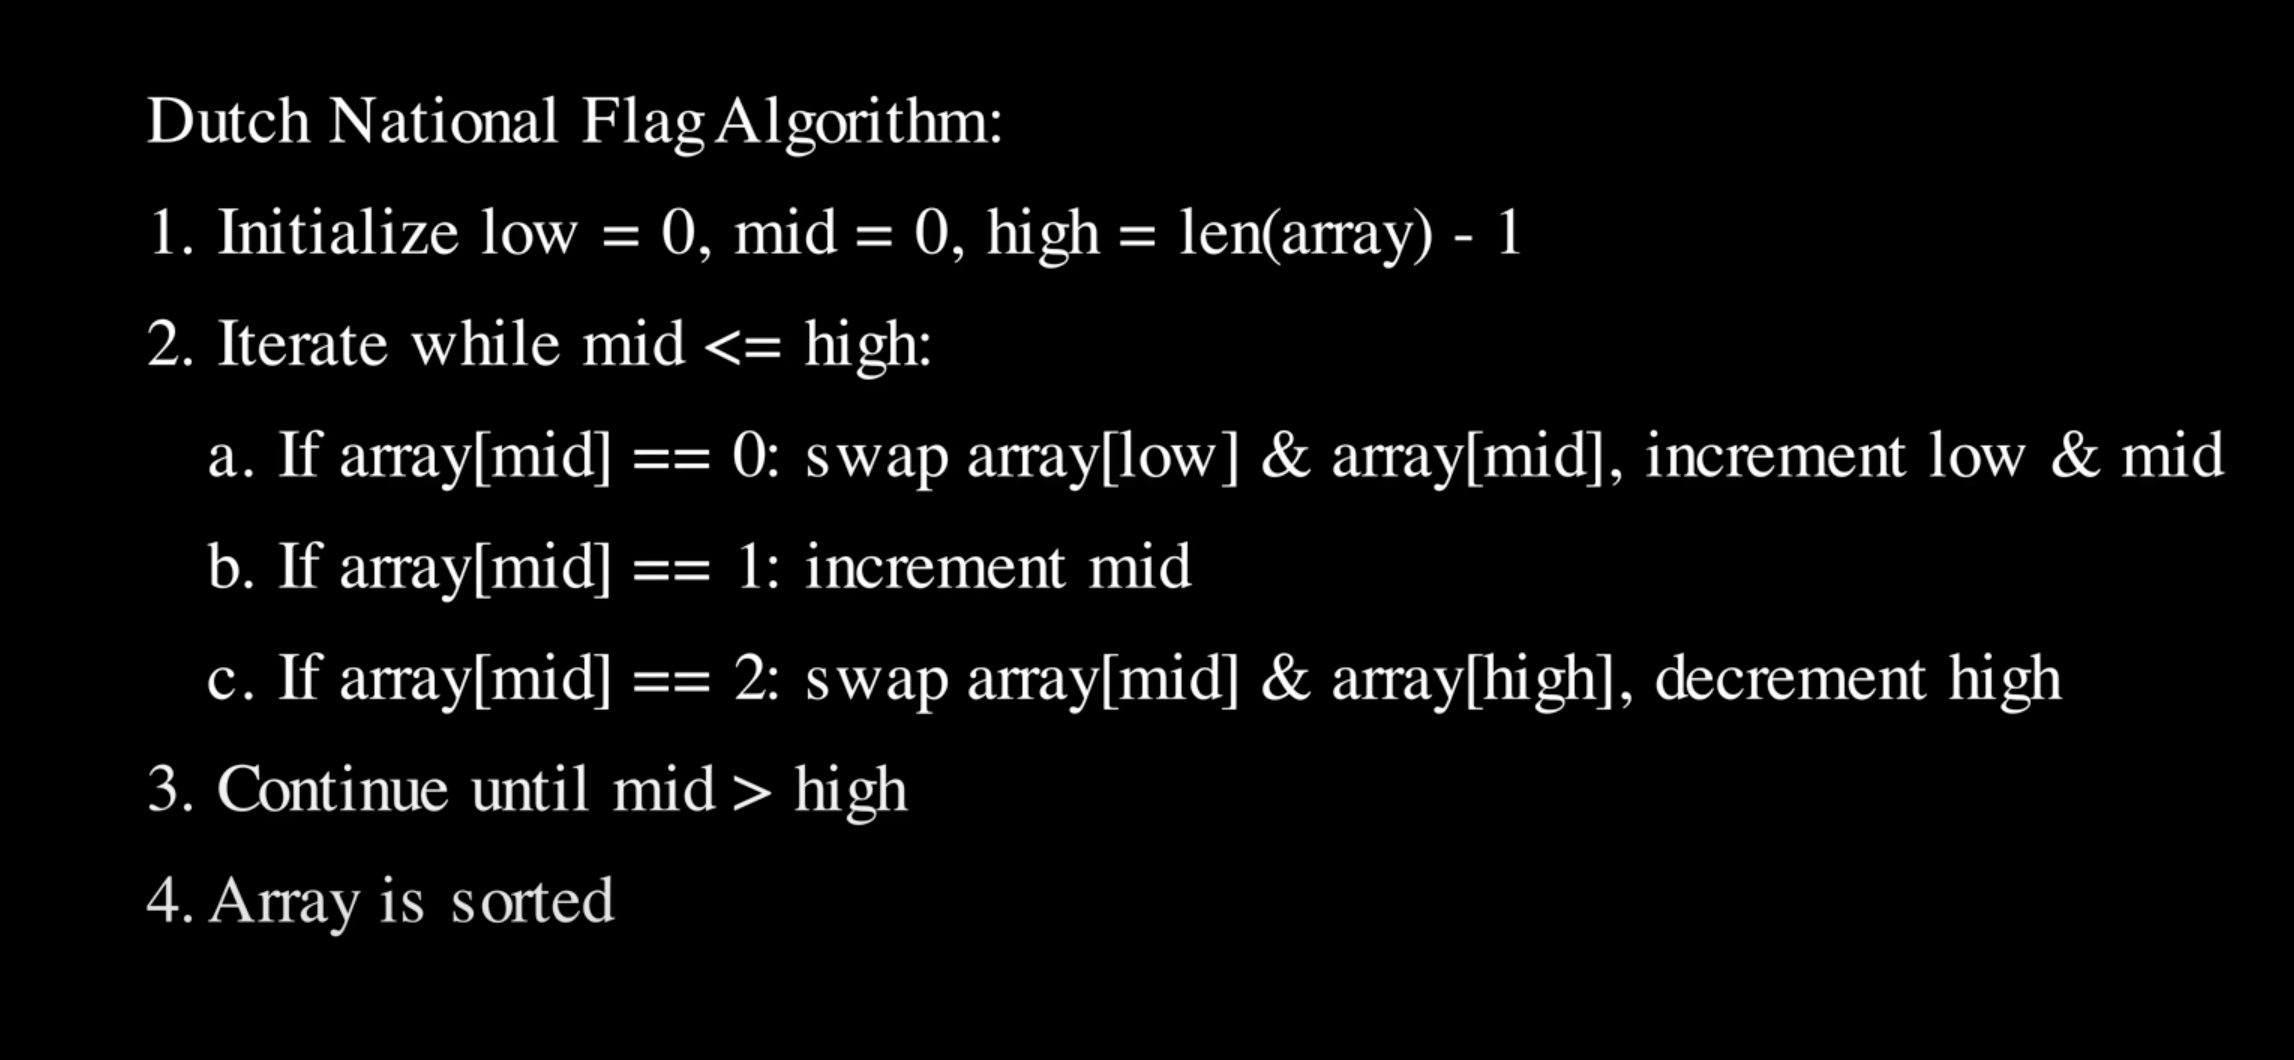 Dutch National Flag Algorithm:
1. Initialize low = 0, mid = 0, high = len(array) - 1
2. Iterate while mid <= high:
a. If array[mid] == 0: swap array[low] & array[mid], increment low & mid
b. If array[mid] == 1: increment mid
c. If array[mid] == 2: swap array[mid] & array[high], decrement high
3. Continue until mid > high
4. Array is sorted